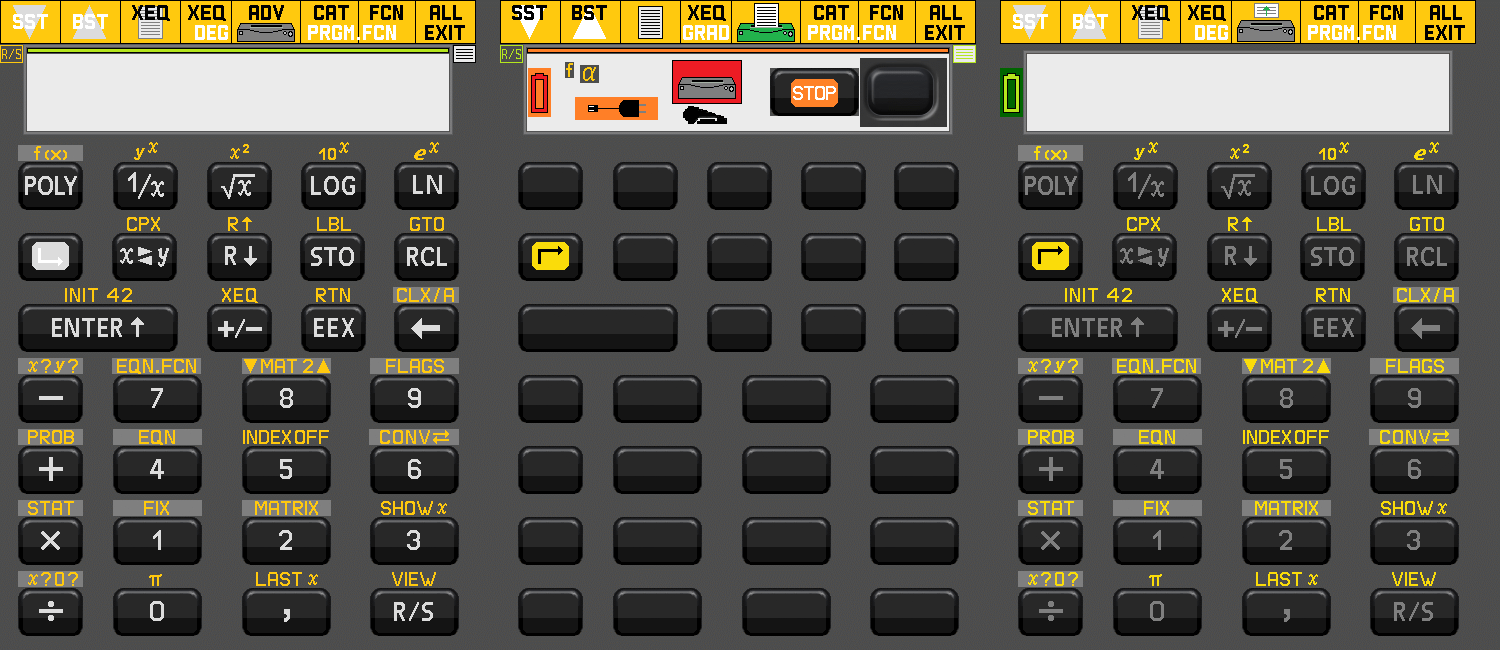 SST BST XEQ XEQ DEG ADV CAT FCN PRGM.FCN ALL EXIT
SST BST XEQ GRAD CAT FCN PRGM.FCN ALL EXIT
SST BST XEQ XEQ DEG CAT FCN PRGM.FCN ALL EXIT
R/S
R/S
f α STOP
f(x) y^x x² 10^x e^x
POLY 1/x √x LOG LN
CPX R↑ LBL GTO
x⇄y R↓ STO RCL
INIT 42 XEQ RTN CLX/A
ENTER↑ +/− EEX ←
x?y? EQN.FCN ▼MAT 2▲ FLAGS
− 7 8 9
PROB EQN INDEXOFF CONV⇄
+ 4 5 6
STAT FIX MATRIX SHOW x
× 1 2 3
x?0? π LAST x VIEW
÷ 0 , R/S
f(x) y^x x² 10^x e^x
POLY 1/x √x LOG LN
CPX R↑ LBL GTO
x⇄y R↓ STO RCL
INIT 42 XEQ RTN CLX/A
ENTER↑ +/− EEX ←
x?y? EQN.FCN ▼MAT 2▲ FLAGS
− 7 8 9
PROB EQN INDEXOFF CONV⇄
+ 4 5 6
STAT FIX MATRIX SHOW x
× 1 2 3
x?0? π LAST x VIEW
÷ 0 , R/S